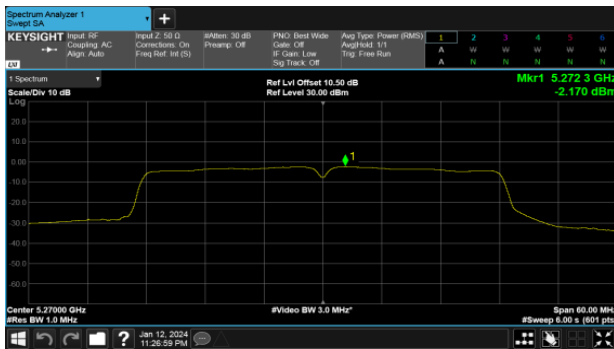 Spectrum Analyzer 1
Swept SA
+
KEYSIGHT Input: RF Input Z: 50 Ω #Atten: 30 dB PNO: Best Wide Avg Type: Power (RMS) 1 2 3 4 5 6
Coupling: AC Corrections: On Preamp: Off Gate: Off Avg|Hold: 1/1 A W W W W W
Align: Auto Freq Ref: Int (S) IF Gain: Low Trig: Free Run
Sig Track: Off A N N N N N
LXI
1 Spectrum
Scale/Div 10 dB
Ref Lvl Offset 10.50 dB
Ref Level 30.00 dBm
Mkr1 5.272 3 GHz
-2.170 dBm
Log
20.0
10.0
0.00
1
-10.0
-20.0
-30.0
-40.0
-50.0
-60.0
Center 5.27000 GHz #Video BW 3.0 MHz* Span 60.00 MHz
#Res BW 1.0 MHz #Sweep 6.00 s (601 pts)
? Jan 12, 2024
11:26:59 PM